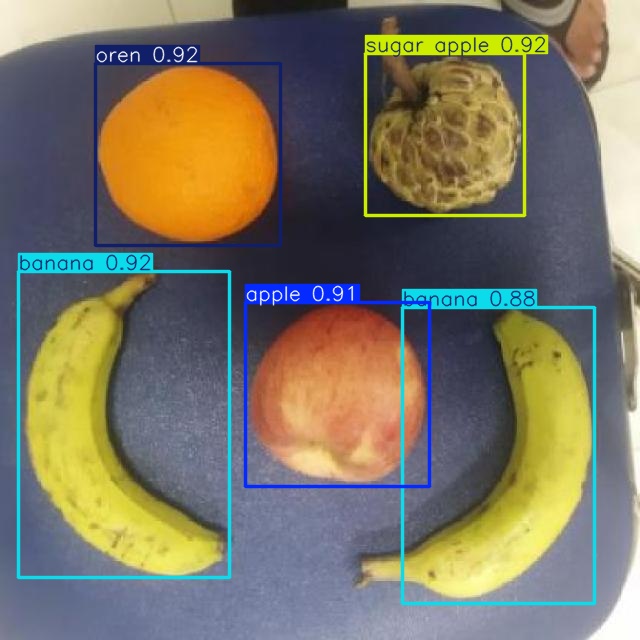 oren 0.92
sugar apple 0.92
banana 0.92
apple 0.91
banana 0.88